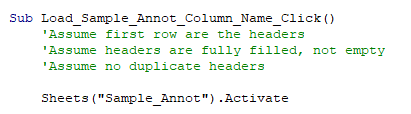 Sub Load_Sample_Annot_Column_Name_Click()
'Assume first row are the headers
'Assume headers are fully filled, not empty
'Assume no duplicate headers
Sheets("Sample_Annot").Activate